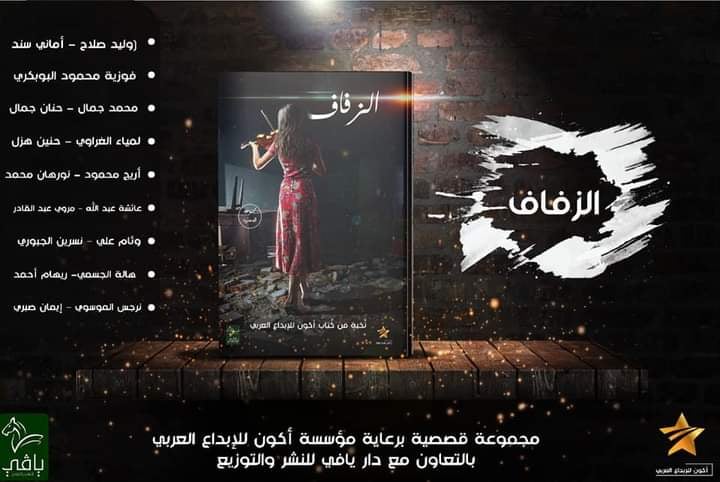 وليد صلاح – أماني سند
فوزية محمود البوبكري
محمد جمال – حنان جمال
لمياء الغراوي – حنين هزل
أريج محمود – نورهان محمد
عائشة عبد الله – مروى عبد القادر
وئام علي – نسرين الجبوري
هالة الجسمي– ريهام أحمد
نرجس الموسوي – إيمان صبري
الزفاف
نخبة من كتاب أكون للإبداع العربي
الزفاف
مجموعة قصصية برعاية مؤسسة أكون للإبداع العربي
بالتعاون مع دار يافي للنشر والتوزيع
يافي
أكون للإبداع العربي